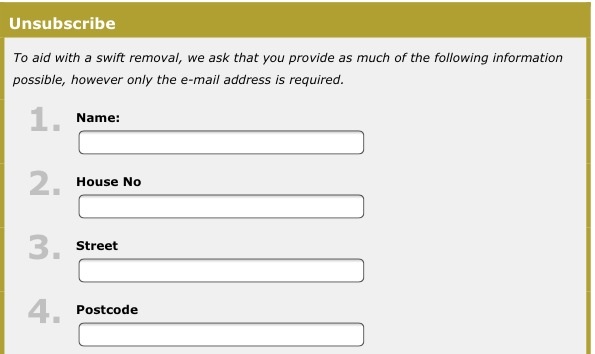 Unsubscribe
To aid with a swift removal, we ask that you provide as much of the following information
possible, however only the e-mail address is required.
1. Name:
2. House No
3. Street
4. Postcode